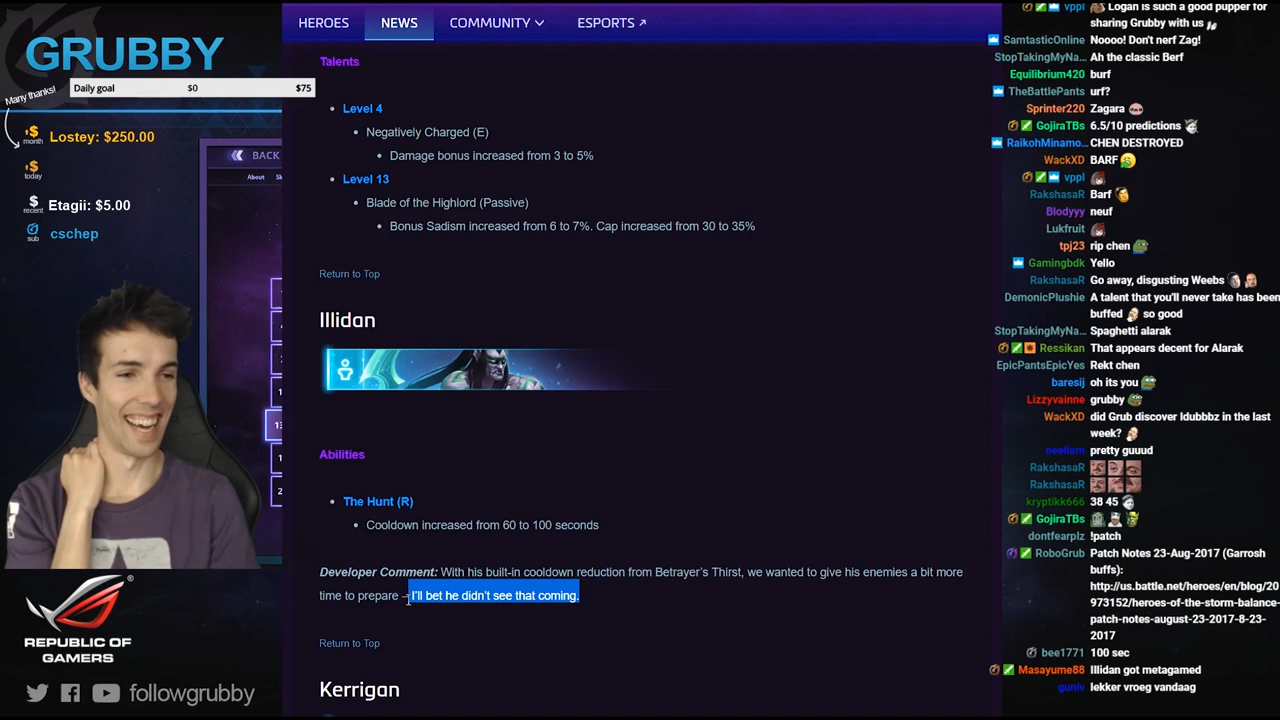 GRUBBY
Many thanks!
Daily goal $0 $75
$ month Lostey: $250.00
$ today
$ recent Etagii: $5.00
sub cschep
BACK
About
REPUBLIC OF
GAMERS
followgrubby
HEROES NEWS COMMUNITY ESPORTS
Talents
Level 4
Negatively Charged (E)
Damage bonus increased from 3 to 5%
Level 13
Blade of the Highlord (Passive)
Bonus Sadism increased from 6 to 7%. Cap increased from 30 to 35%
Return to Top
Illidan
Abilities
The Hunt (R)
Cooldown increased from 60 to 100 seconds
Developer Comment: With his built-in cooldown reduction from Betrayer's Thirst, we wanted to give his enemies a bit more
time to prepare – I'll bet he didn't see that coming.
Return to Top
Kerrigan
vppl Logan is such a good pupper for
sharing Grubby with us
SamtasticOnline Noooo! Don't nerf Zag!
StopTakingMyNa... Ah the classic Berf
Equilibrium420 burf
TheBattlePants urf?
Sprinter220 Zagara
GojiraTBs 6.5/10 predictions
RaikohMinamo... CHEN DESTROYED
WackXD BARF
vppl
RakshasaR Barf
Blodyyy neuf
Lukfruit
tpj23 rip chen
Gamingbdk Yello
RakshasaR Go away, disgusting Weebs
DemonicPlushie A talent that you'll never take has been
buffed so good
StopTakingMyNa... Spaghetti alarak
Ressikan That appears decent for Alarak
EpicPantsEpicYes Rekt chen
baresij oh its you
Lizzyvainne grubby
WackXD did Grub discover Idubbbz in the last
week?
neellam pretty guuud
RakshasaR
RakshasaR
kryptikk666 38 45
GojiraTBs
dontfearplz !patch
RoboGrub Patch Notes 23-Aug-2017 (Garrosh
buffs):
http://us.battle.net/heroes/en/blog/20
973152/heroes-of-the-storm-balance-
patch-notes-august-23-2017-8-23-
2017
bee1771 100 sec
Masayume88 Illidan got metagamed
guniv lekker vroeg vandaag